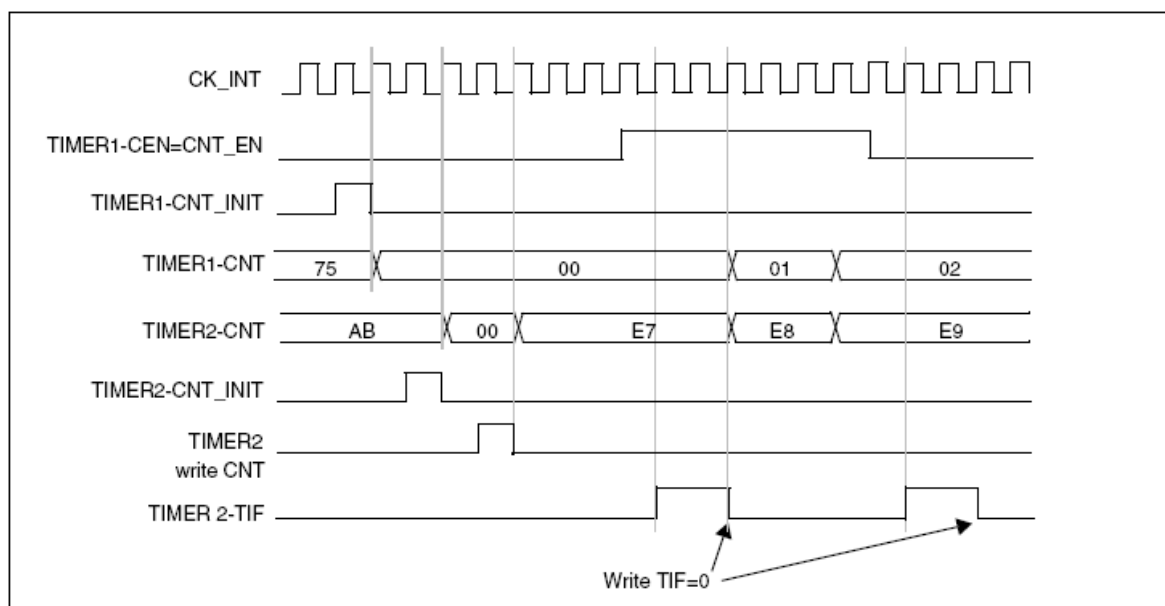 CK_INT
TIMER1-CEN=CNT_EN
TIMER1-CNT_INIT
TIMER1-CNT 75 00 01 02
TIMER2-CNT AB 00 E7 E8 E9
TIMER2-CNT_INIT
TIMER2
write CNT
TIMER 2-TIF
Write TIF=0